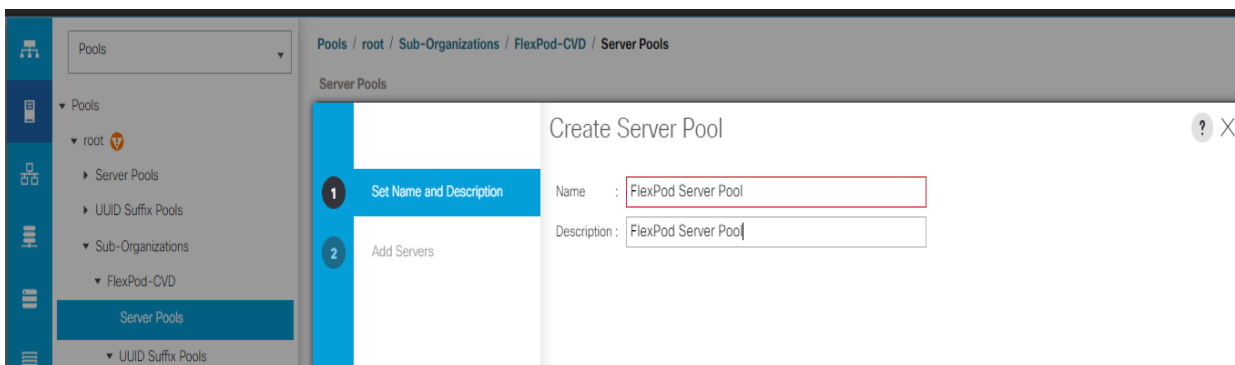 Pools
Pools / root / Sub-Organizations / FlexPod-CVD / Server Pools
Server Pools
Pools
root
Server Pools
UUID Suffix Pools
Sub-Organizations
FlexPod-CVD
Server Pools
UUID Suffix Pools
Create Server Pool
? X
1 Set Name and Description
2 Add Servers
Name : FlexPod Server Pool
Description : FlexPod Server Pool